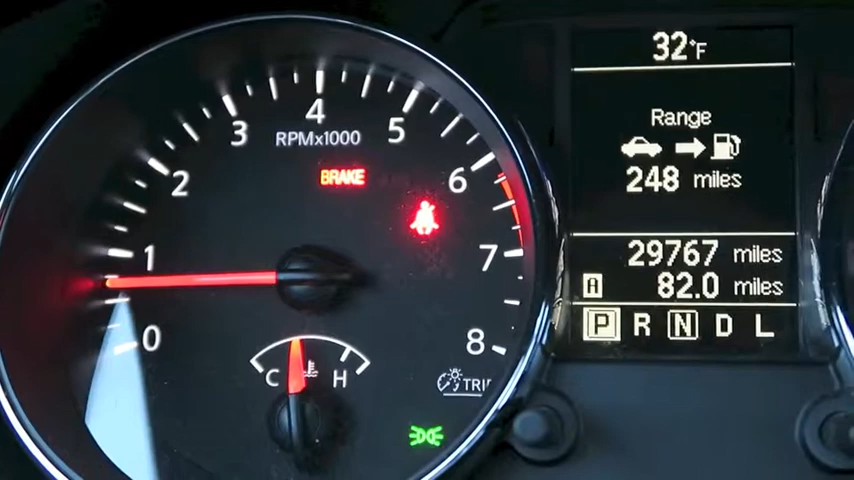 32°F
4
3
5
RPMx1000
Range
2
BRAKE
6
248 miles
1
7
29767 miles
A 82.0 miles
0
8
P R N D L
C H
TRIP